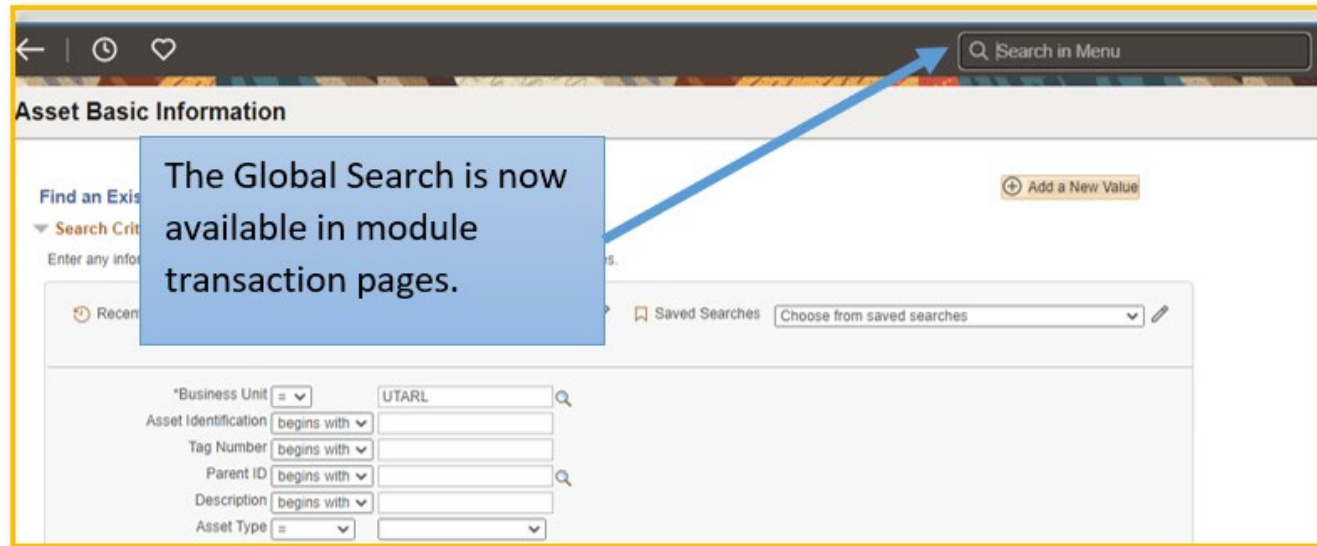 Search in Menu
Asset Basic Information
The Global Search is now
available in module
transaction pages.
Find an Exis
Add a New Value
Search Crit
Enter any infor
Saved Searches Choose from saved searches
*Business Unit = UTARL
Asset Identification begins with
Tag Number begins with
Parent ID begins with
Description begins with
Asset Type =